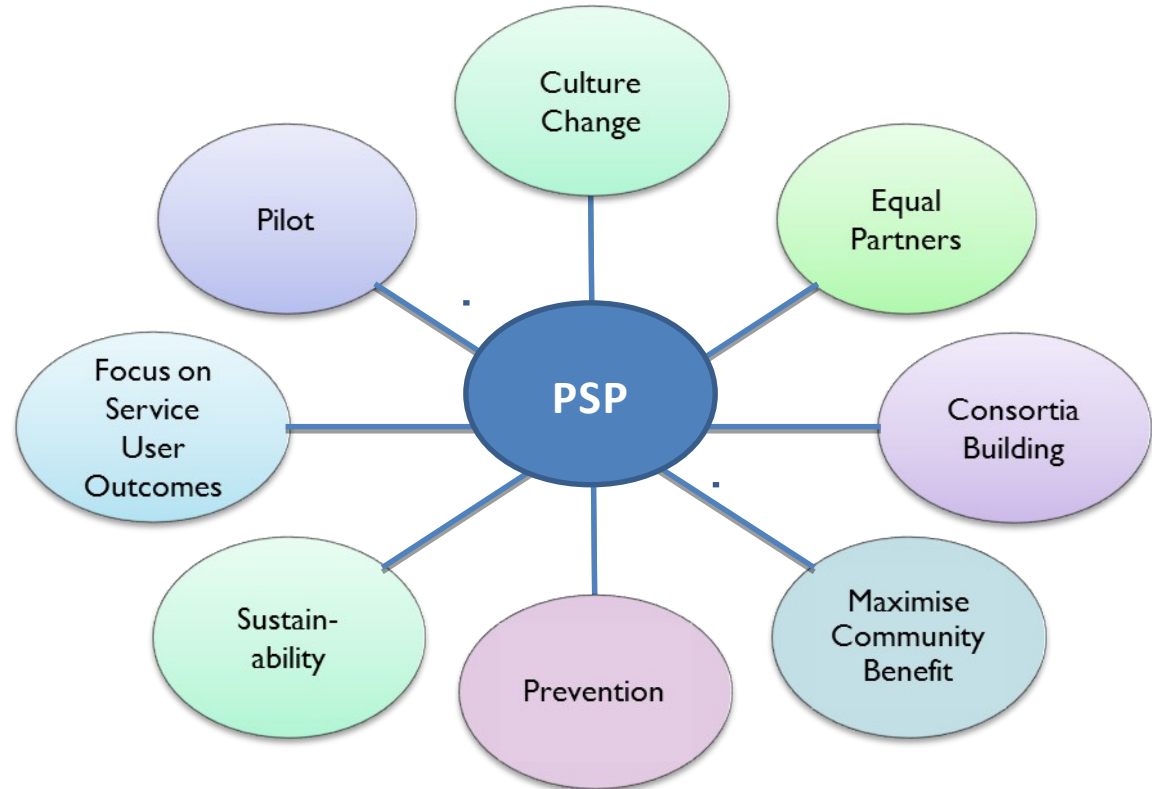 Culture
Change
Equal
Partners
Consortia
Building
Maximise
Community
Benefit
Prevention
Sustain-
ability
Focus on
Service
User
Outcomes
Pilot
PSP